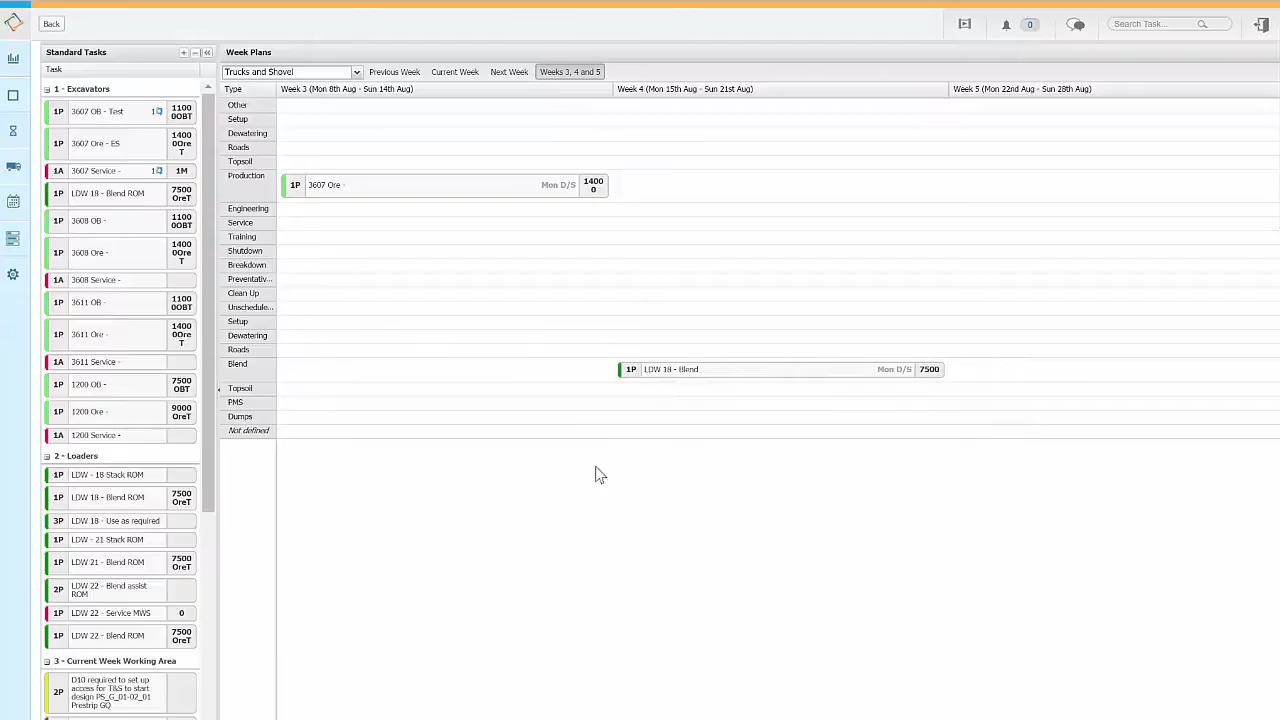 Back
0
Search Task...
Standard Tasks
Task
1 - Excavators
1P 3607 OB - Test 1 1100
0OBT
1P 3607 Ore - ES 1400
0Ore
T
1A 3607 Service - 1 1M
1P LDW 18 - Blend ROM 7500
OreT
1P 3608 OB - 1100
0OBT
1P 3608 Ore - 1400
0Ore
T
1A 3608 Service -
1P 3611 OB - 1100
0OBT
1P 3611 Ore - 1400
0Ore
T
1A 3611 Service -
1P 1200 OB - 7500
OBT
1P 1200 Ore - 9000
OreT
1A 1200 Service -
2 - Loaders
1P LDW - 18 Stack ROM
1P LDW 18 - Blend ROM 7500
OreT
3P LDW 18 - Use as required
1P LDW - 21 Stack ROM
1P LDW 21 - Blend ROM 7500
OreT
2P LDW 22 - Blend assist
ROM
1P LDW 22 - Service MWS 0
1P LDW 22 - Blend ROM 7500
OreT
3 - Current Week Working Area
2P D10 required to set up
access for T&S to start
design PS_G_01-02_01
Prestrip GQ
Week Plans
Trucks and Shovel Previous Week Current Week Next Week Weeks 3, 4 and 5
Type Week 3 (Mon 8th Aug - Sun 14th Aug) Week 4 (Mon 15th Aug - Sun 21st Aug) Week 5 (Mon 22nd Aug - Sun 28th Aug)
Other
Setup
Dewatering
Roads
Topsoil
Production 1P 3607 Ore - Mon D/S 1400
0
Engineering
Service
Training
Shutdown
Breakdown
Preventativ...
Clean Up
Unschedule...
Setup
Dewatering
Roads
Blend 1P LDW 18 - Blend Mon D/S 7500
Topsoil
PMS
Dumps
Not defined